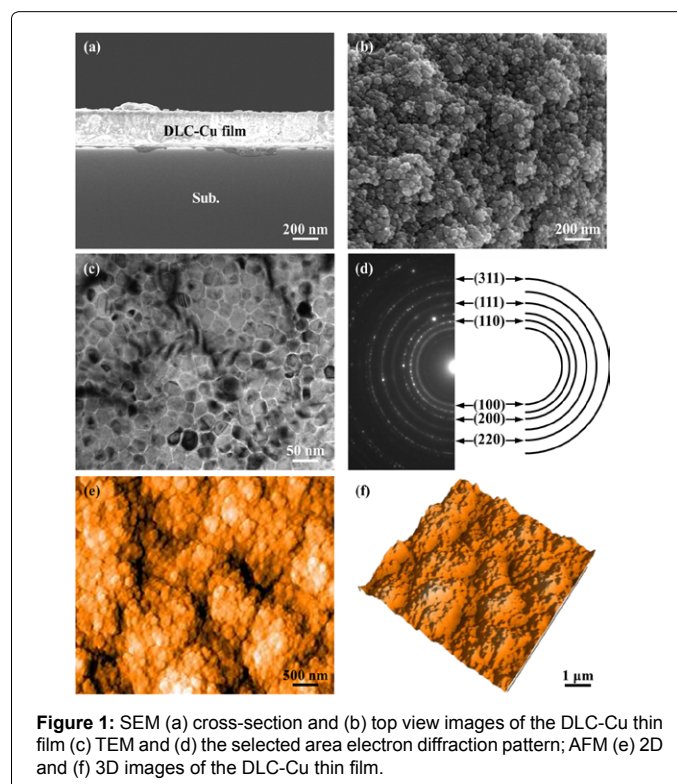 (a)
DLC-Cu film
Sub.
200 nm
(b)
200 nm
(c)
50 nm
(d)
(311)
(111)
(110)
(100)
(200)
(220)
(e)
500 nm
(f)
1 µm
Figure 1: SEM (a) cross-section and (b) top view images of the DLC-Cu thin
film (c) TEM and (d) the selected area electron diffraction pattern; AFM (e) 2D
and (f) 3D images of the DLC-Cu thin film.